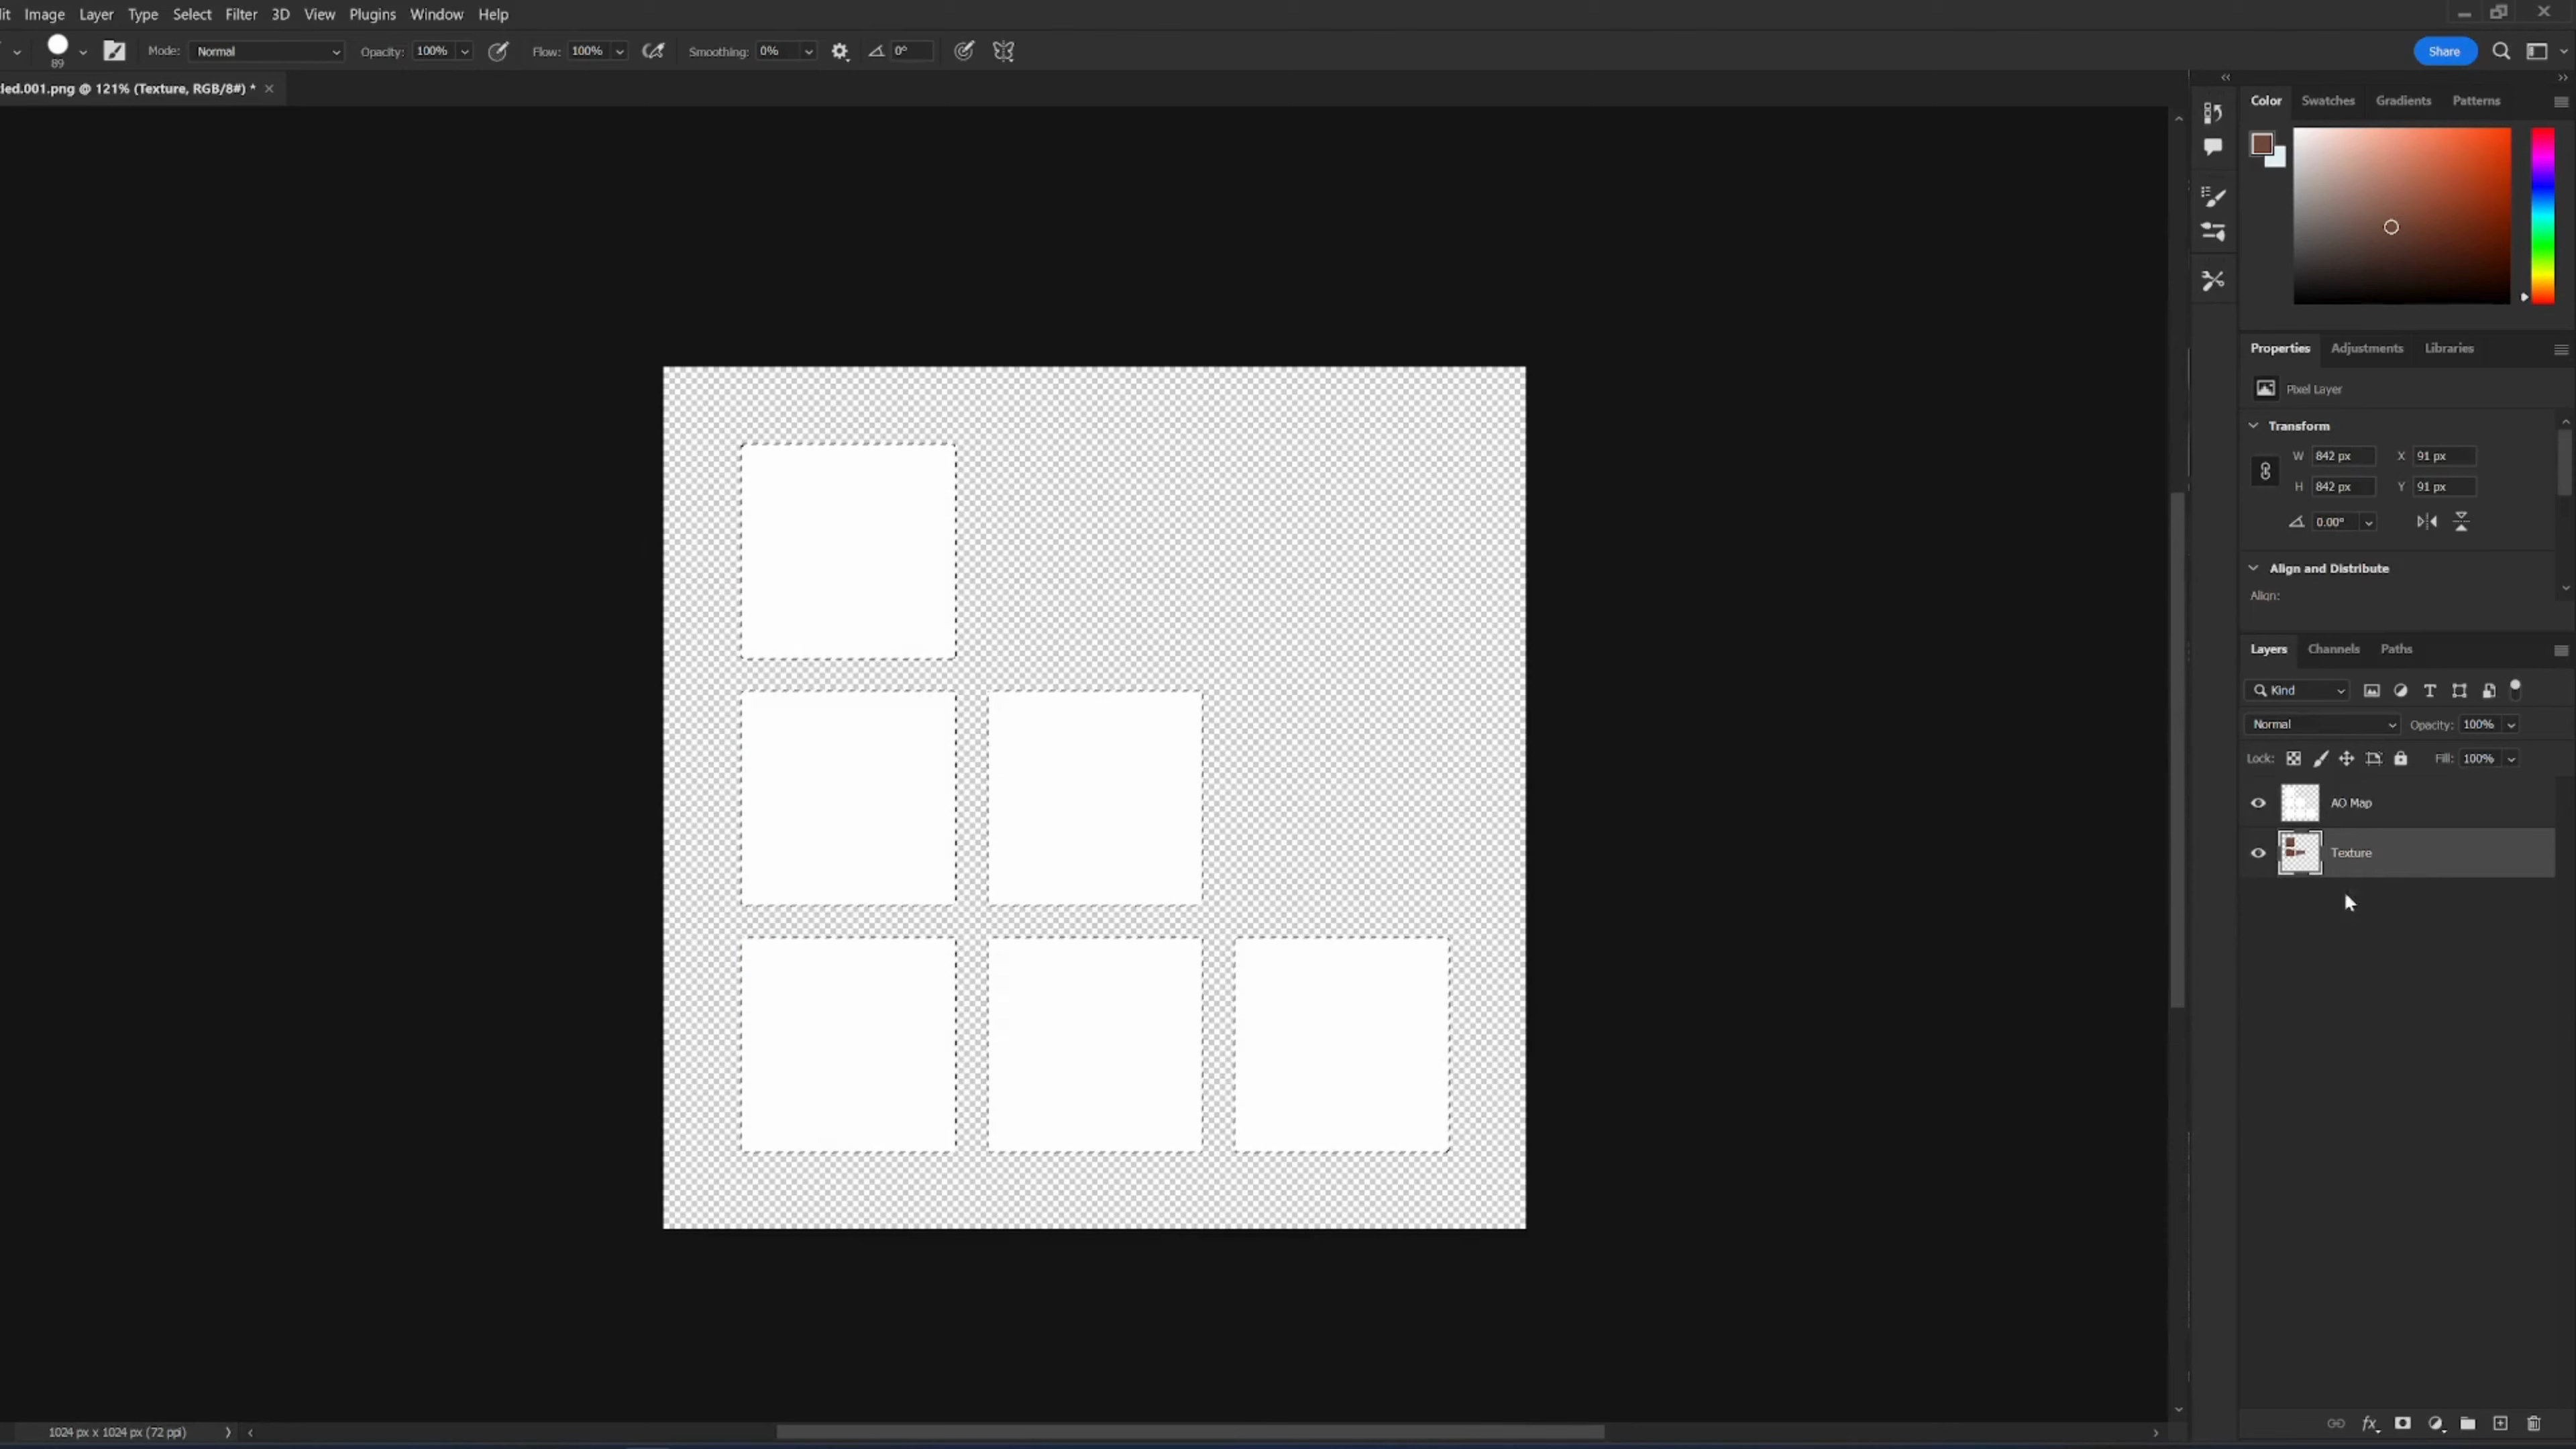 Image Layer Type Select Filter 3D View Plugins Window Help
89 Mode: Normal Opacity: 100% Flow: 100% Smoothing: 0% 0° Share
led.001.png @ 121% (Texture, RGB/8#) *
Color Swatches Gradients Patterns
Properties Adjustments Libraries
Pixel Layer
Transform
W 842 px X 91 px
H 842 px Y 91 px
0.00°
Align and Distribute
Align:
Layers Channels Paths
Kind
Normal Opacity: 100%
Lock: Fill: 100%
AO Map
Texture
fx
1024 px x 1024 px (72 ppi)